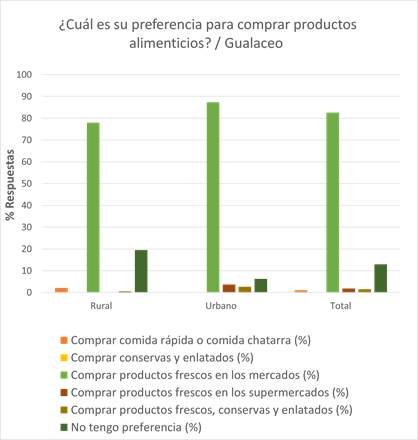 ¿Cuál es su preferencia para comprar productos
alimenticios? / Gualaceo
% Respuestas
100
90
80
70
60
50
40
30
20
10
0
Rural Urbano Total
Comprar comida rápida o comida chatarra (%)
Comprar conservas y enlatados (%)
Comprar productos frescos en los mercados (%)
Comprar productos frescos en los supermercados (%)
Comprar productos frescos, conservas y enlatados (%)
No tengo preferencia (%)